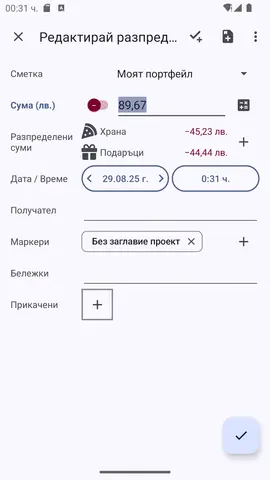 00:31 ч.
Редактирай разпред…
Сметка
Моят портфейл
Сума (лв.)
89,67
Разпределени суми
Храна
−45,23 лв.
Подаръци
−44,44 лв.
Дата / Време
29.08.25 г.
0:31 ч.
Получател
Маркери
Без заглавие проект
Бележки
Прикачени